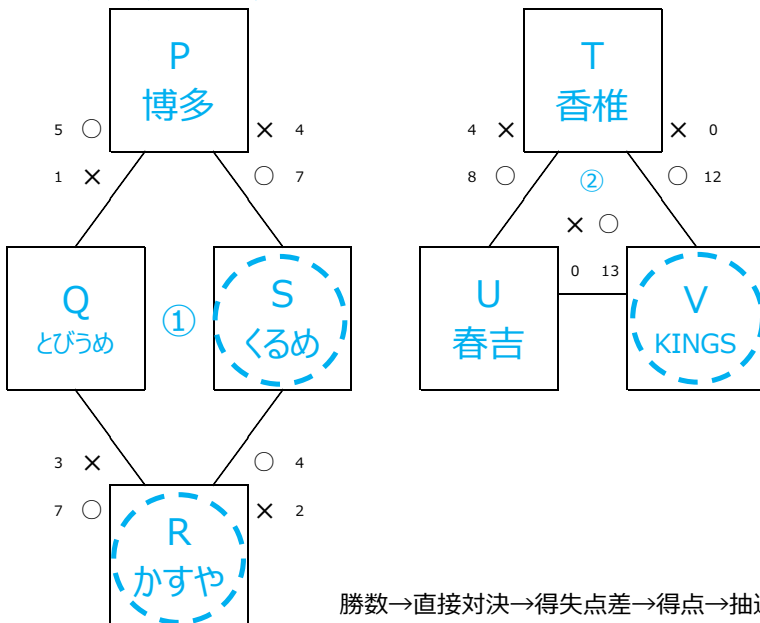 P
博多
5 ○ × 4
1 × ○ 7
Q
とびうめ
①
S
くるめ
3 × ○ 4
7 ○ × 2
R
かすや
T
香椎
4 × × 0
8 ○ ② ○ 12
× ○
0 13
U
春吉
V
KINGS
勝数→直接対決→得失点差→得点→抽